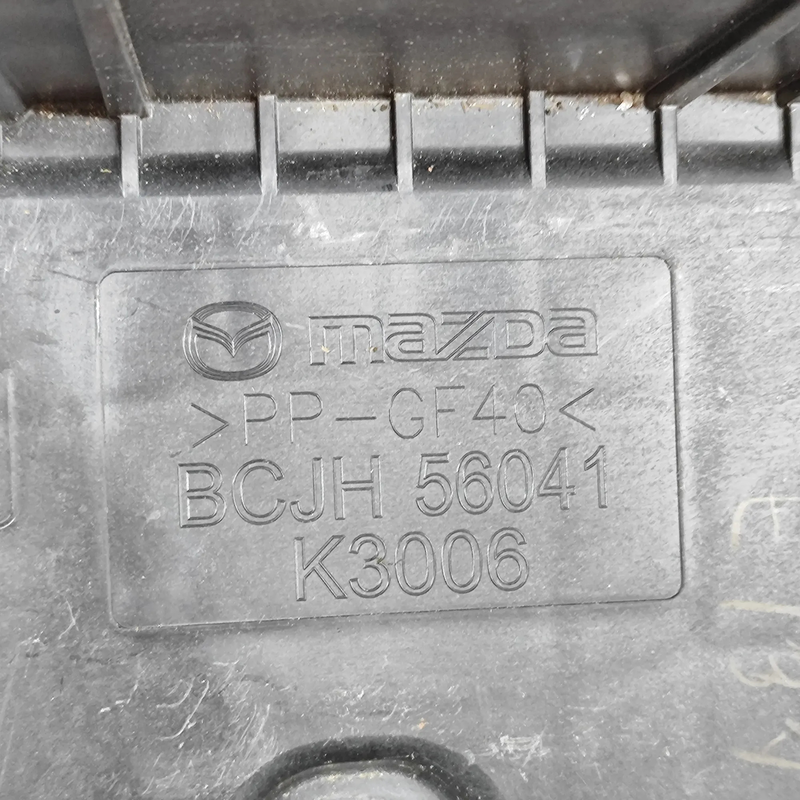 mazda
>PP-GF40<
BCJH 56041
K3006